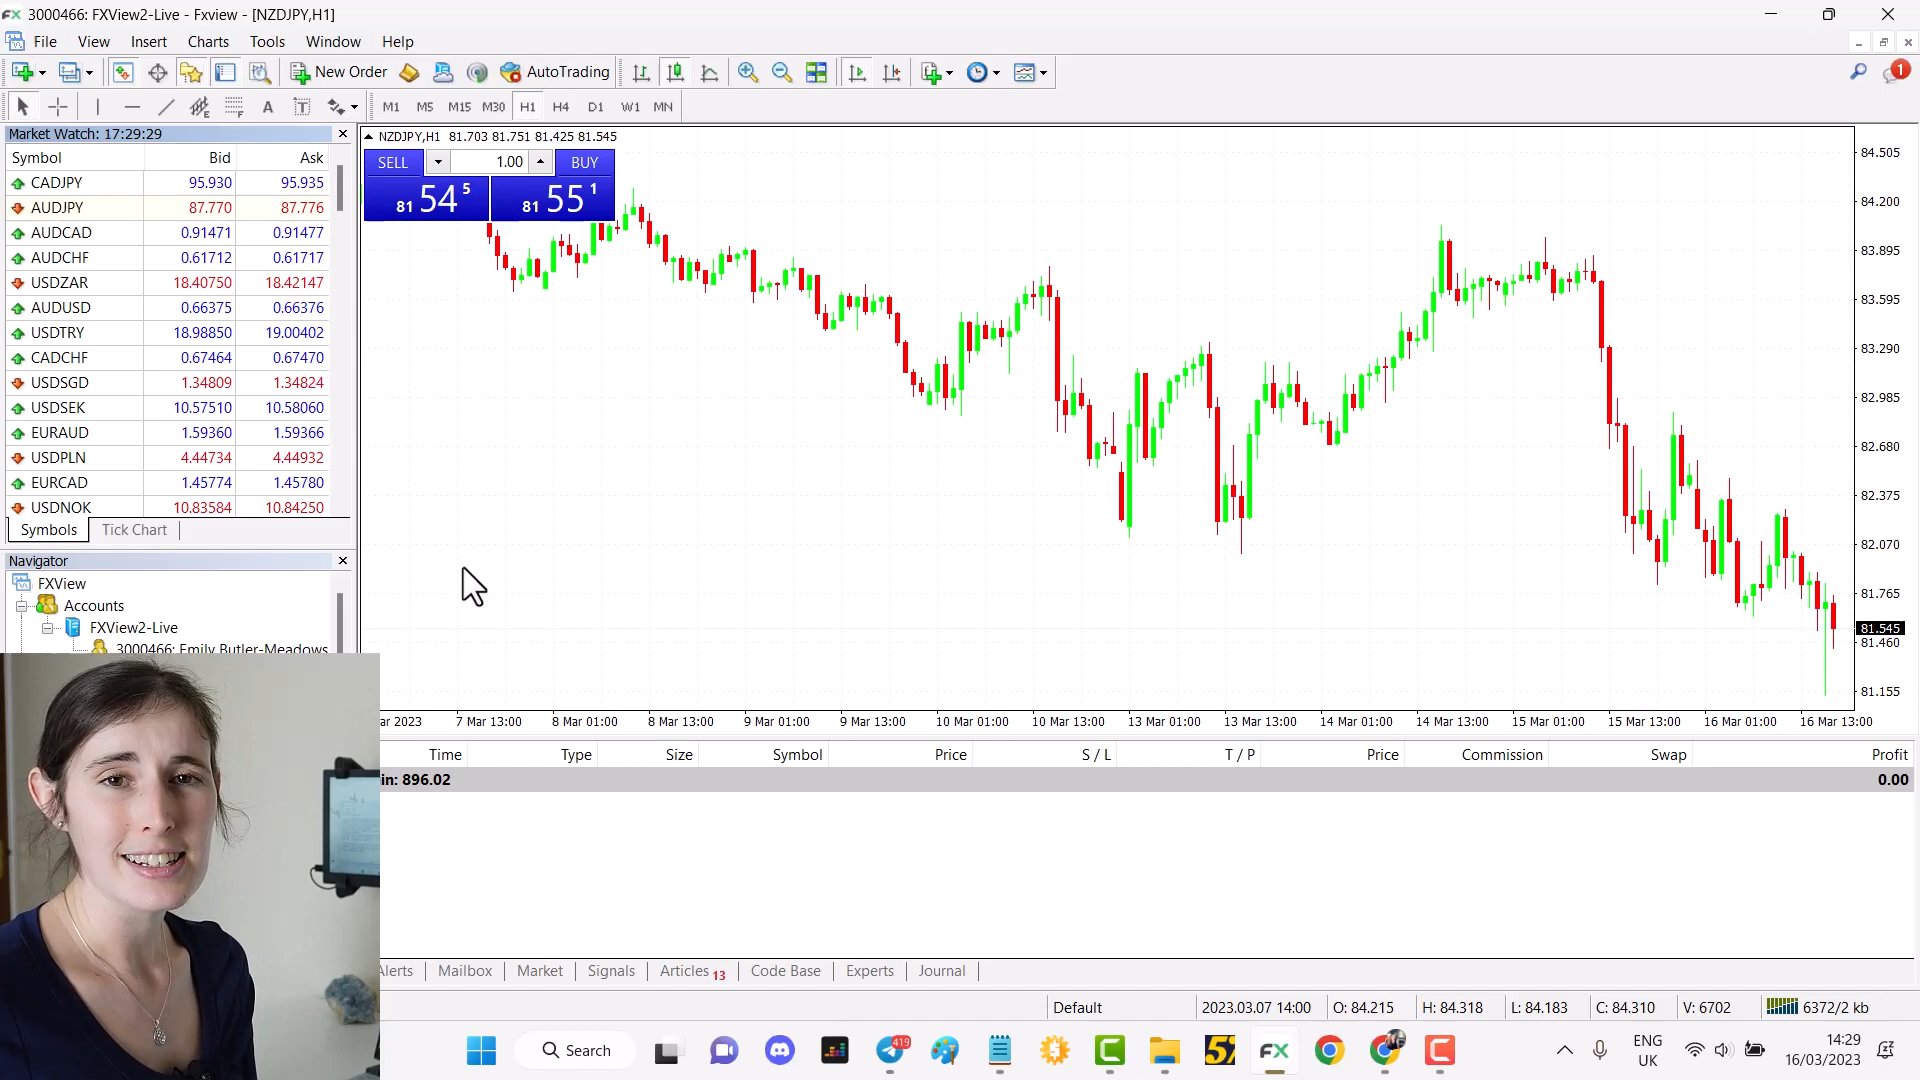 3000466: FXView2-Live - Fxview - [NZDJPY,H1]
File View Insert Charts Tools Window Help
New Order AutoTrading 1
A T M1 M5 M15 M30 H1 H4 D1 W1 MN
Market Watch: 17:29:29
Symbol Bid Ask
CADJPY 95.930 95.935
AUDJPY 87.770 87.776
AUDCAD 0.91471 0.91477
AUDCHF 0.61712 0.61717
USDZAR 18.40750 18.42147
AUDUSD 0.66375 0.66376
USDTRY 18.98850 19.00402
CADCHF 0.67464 0.67470
USDSGD 1.34809 1.34824
USDSEK 10.57510 10.58060
EURAUD 1.59360 1.59366
USDPLN 4.44734 4.44932
EURCAD 1.45774 1.45780
USDNOK 10.83584 10.84250
Symbols Tick Chart
Navigator
FXView
Accounts
FXView2-Live
3000466: Emily Butler-Meadows
NZDJPY,H1 81.703 81.751 81.425 81.545
SELL 1.00 BUY
81 54 5 81 55 1
84.505
84.200
83.895
83.595
83.290
82.985
82.680
82.375
82.070
81.765
81.545
81.460
81.155
ar 2023 7 Mar 13:00 8 Mar 01:00 8 Mar 13:00 9 Mar 01:00 9 Mar 13:00 10 Mar 01:00 10 Mar 13:00 13 Mar 01:00 13 Mar 13:00 14 Mar 01:00 14 Mar 13:00 15 Mar 01:00 15 Mar 13:00 16 Mar 01:00 16 Mar 13:00
Time Type Size Symbol Price S / L T / P Price Commission Swap Profit
in: 896.02 0.00
Alerts Mailbox Market Signals Articles 13 Code Base Experts Journal
Default 2023.03.07 14:00 O: 84.215 H: 84.318 L: 84.183 C: 84.310 V: 6702 6372/2 kb
Search 419 FX ENG 14:29
UK 16/03/2023